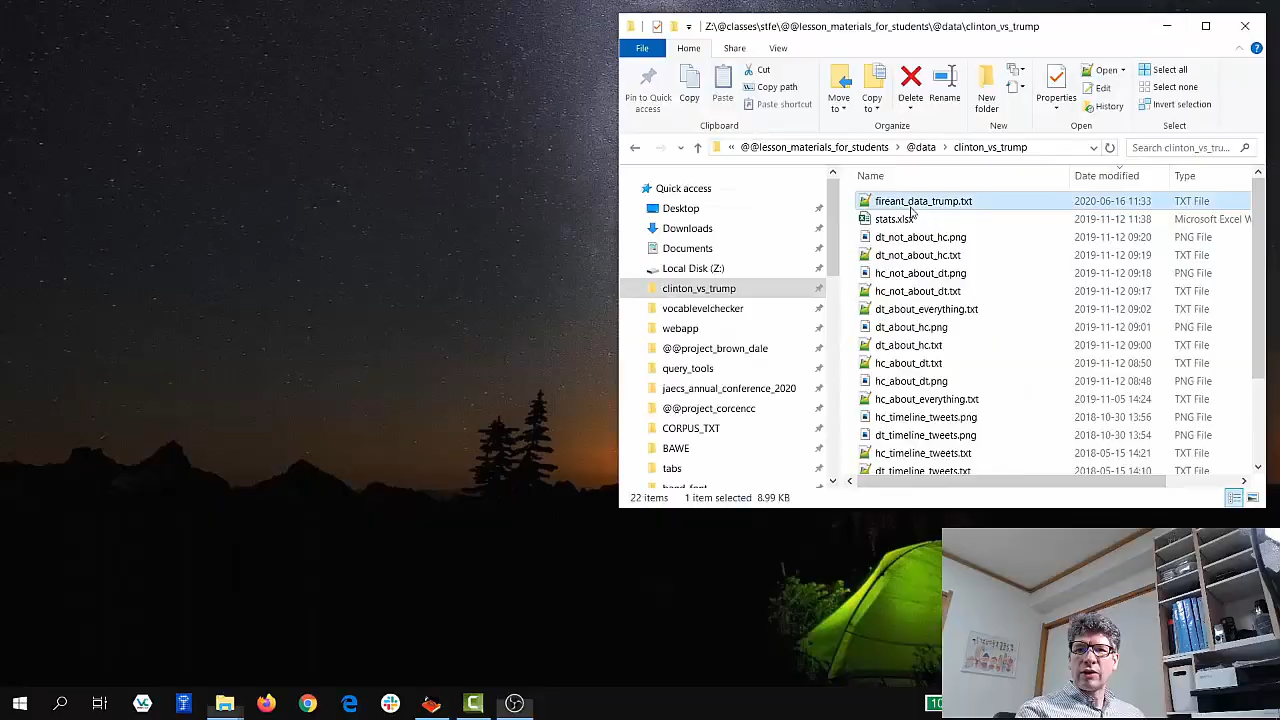 Z:\@classes\stfe\@@lesson_materials_for_students\@data\clinton_vs_trump
File Home Share View
Pin to Quick access
Copy
Paste
Cut
Copy path
Paste shortcut
Clipboard
Move to
Copy to
Delete
Rename
Organize
New folder
New
Properties
Open
Edit
History
Open
Select all
Select none
Invert selection
Select
« @@lesson_materials_for_students > @data > clinton_vs_trump
Search clinton_vs_tru...
Name Date modified Type
Quick access
Desktop
Downloads
Documents
Local Disk (Z:)
clinton_vs_trump
vocablevelchecker
webapp
@@project_brown_dale
query_tools
jaecs_annual_conference_2020
@@project_corcencc
CORPUS_TXT
BAWE
tabs
fireant_data_trump.txt 2020-06-16 11:33 TXT File
stats.xlsx 2019-11-12 11:38 Microsoft Excel W
dt_not_about_hc.png 2019-11-12 09:20 PNG File
dt_not_about_hc.txt 2019-11-12 09:19 TXT File
hc_not_about_dt.png 2019-11-12 09:18 PNG File
hc_not_about_dt.txt 2019-11-12 09:17 TXT File
dt_about_everything.txt 2019-11-12 09:02 TXT File
dt_about_hc.png 2019-11-12 09:01 PNG File
dt_about_hc.txt 2019-11-12 09:00 TXT File
hc_about_dt.txt 2019-11-12 08:50 TXT File
hc_about_dt.png 2019-11-12 08:48 PNG File
hc_about_everything.txt 2019-11-05 14:24 TXT File
hc_timeline_tweets.png 2018-10-30 13:56 PNG File
dt_timeline_tweets.png 2018-10-30 13:54 PNG File
hc_timeline_tweets.txt 2018-05-15 14:21 TXT File
dt_timeline_tweets.txt 2018-05-15 14:10 TXT File
22 items 1 item selected 8.99 KB